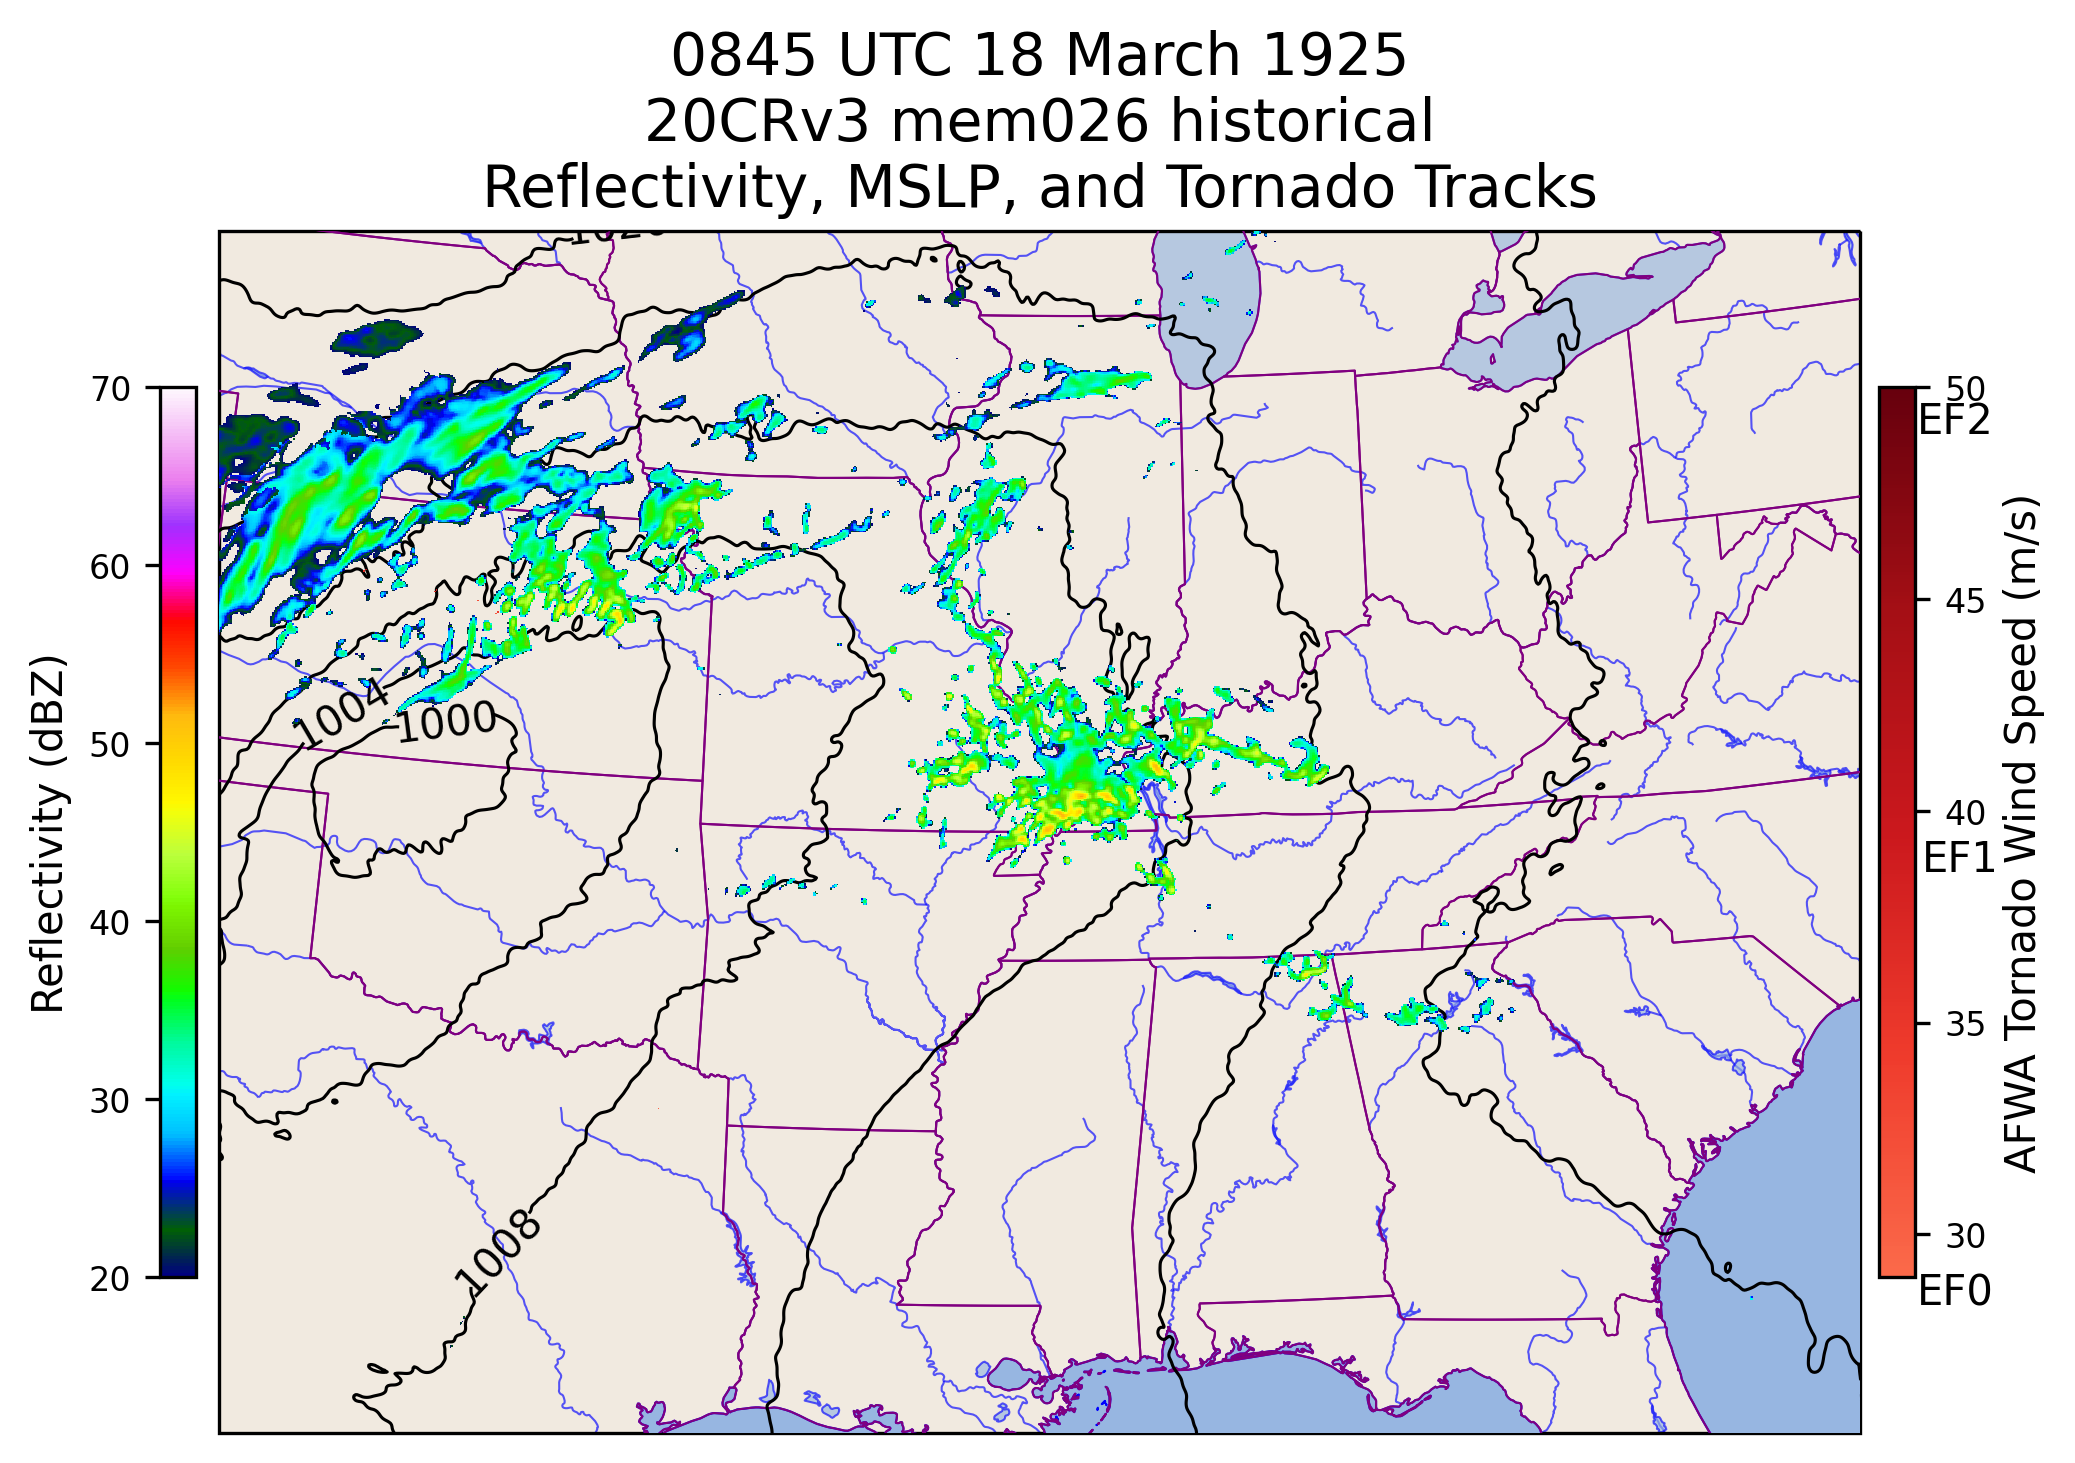 0845 UTC 18 March 1925
20CRv3 mem026 historical
Reflectivity, MSLP, and Tornado Tracks
70
60
50
40
30
20
Reflectivity (dBZ)
1004
1000
1008
50
EF2
45
40
EF1
35
30
EF0
AFWA Tornado Wind Speed (m/s)